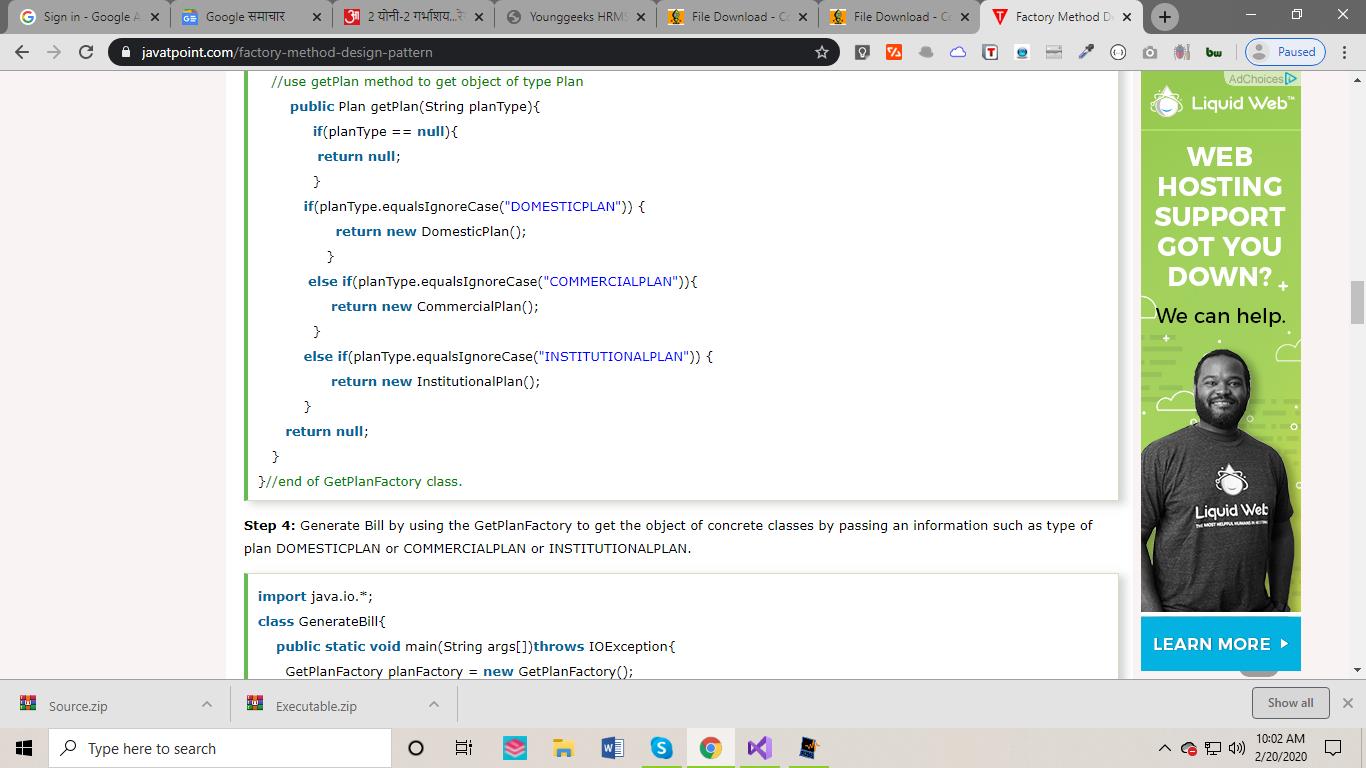 Sign in - Google A
Google समाचार
2 योनी-2 गर्भाशय...रे
Younggeeks HRMS
File Download - Co
File Download - Co
Factory Method D
javatpoint.com/factory-method-design-pattern
Paused
//use getPlan method to get object of type Plan
public Plan getPlan(String planType){
if(planType == null){
return null;
}
if(planType.equalsIgnoreCase("DOMESTICPLAN")) {
return new DomesticPlan();
}
else if(planType.equalsIgnoreCase("COMMERCIALPLAN")){
return new CommercialPlan();
}
else if(planType.equalsIgnoreCase("INSTITUTIONALPLAN")) {
return new InstitutionalPlan();
}
return null;
}
}//end of GetPlanFactory class.
Step 4: Generate Bill by using the GetPlanFactory to get the object of concrete classes by passing an information such as type of
plan DOMESTICPLAN or COMMERCIALPLAN or INSTITUTIONALPLAN.
import java.io.*;
class GenerateBill{
public static void main(String args[])throws IOException{
GetPlanFactory planFactory = new GetPlanFactory();
AdChoices
Liquid Web™
WEB
HOSTING
SUPPORT
GOT YOU
DOWN?
We can help.
Liquid Web
THE MOST HELPFUL HUMANS IN HOSTING
LEARN MORE
Source.zip
Executable.zip
Show all
Type here to search
10:02 AM
2/20/2020